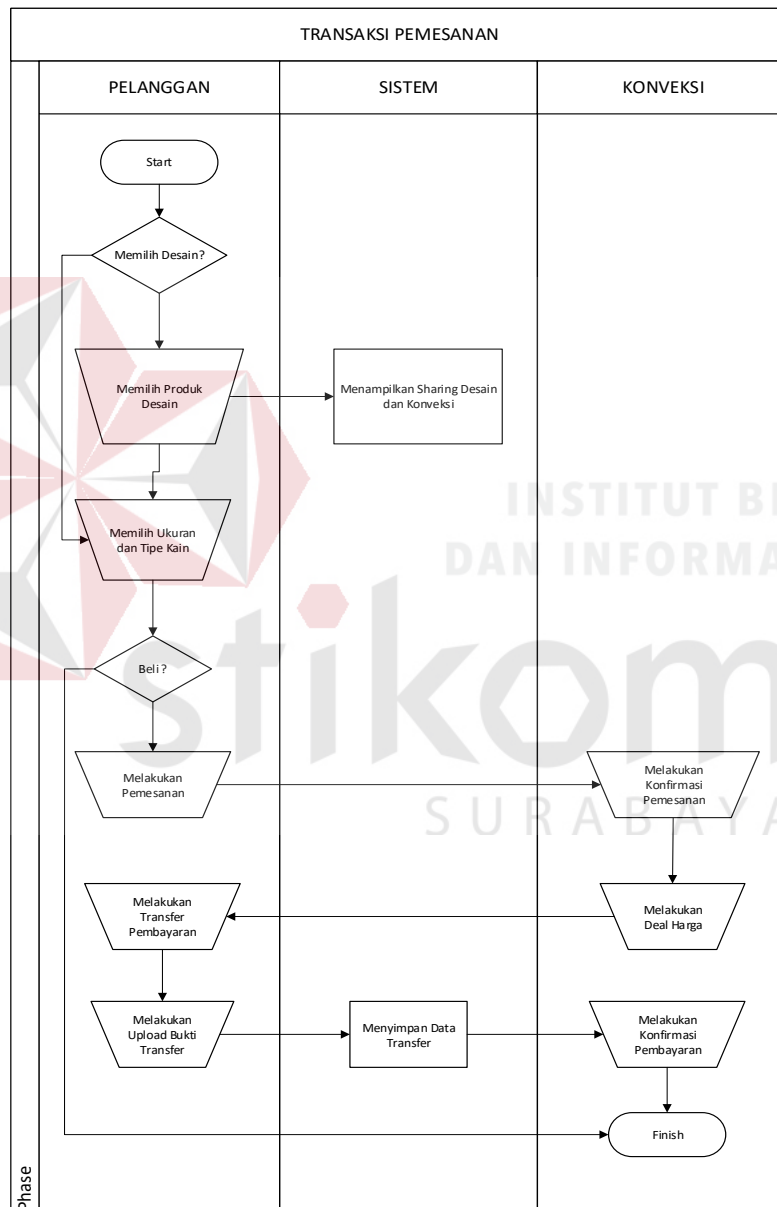 TRANSAKSI PEMESANAN
PELANGGAN
SISTEM
KONVEKSI
Start
Memilih Desain?
Memilih Produk
Desain
Menampilkan Sharing Desain
dan Konveksi
INSTITUT BI
DAN INFORMA
Memilih Ukuran
dan Tipe Kain
stikom
SURABAYA
Beli ?
Melakukan
Pemesanan
Melakukan
Konfirmasi
Pemesanan
Melakukan
Transfer
Pembayaran
Melakukan
Deal Harga
Melakukan
Upload Bukti
Transfer
Menyimpan Data
Transfer
Melakukan
Konfirmasi
Pembayaran
Finish
Phase